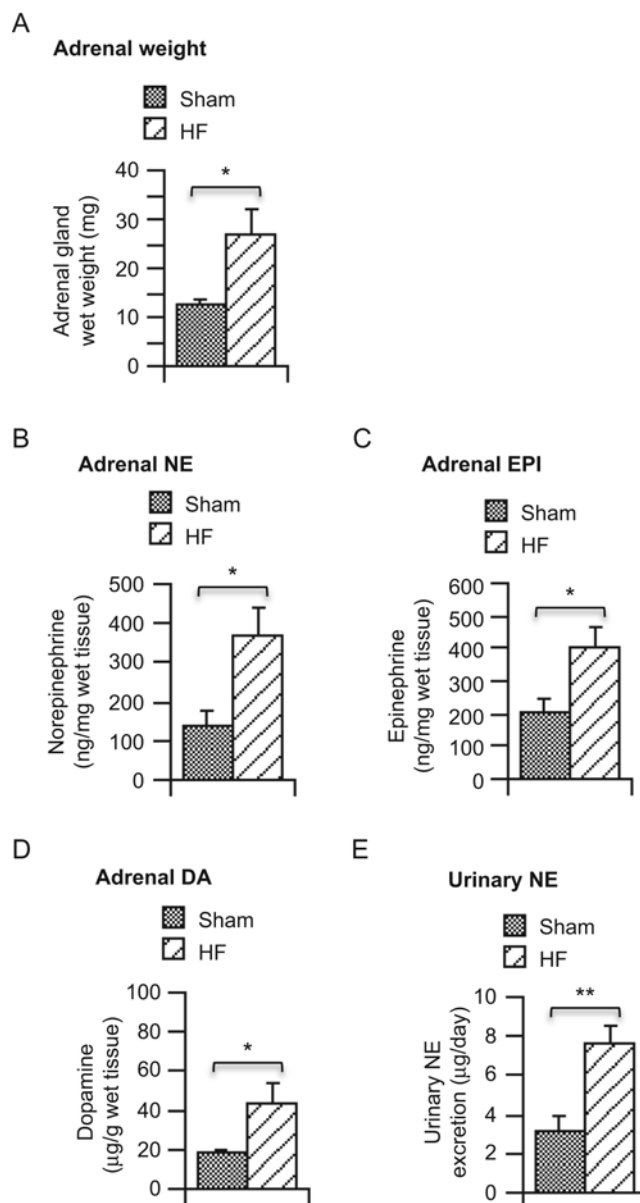 A
Adrenal weight
Sham
HF
Adrenal gland
wet weight (mg)
40
30
20
10
0
*
B
Adrenal NE
Sham
HF
Norepinephrine
(ng/mg wet tissue)
500
400
300
200
100
0
*
C
Adrenal EPI
Sham
HF
Epinephrine
(ng/mg wet tissue)
600
500
400
300
200
100
0
*
D
Adrenal DA
Sham
HF
Dopamine
(µg/g wet tissue)
100
80
60
40
20
0
*
E
Urinary NE
Sham
HF
Urinary NE
excretion (µg/day)
10
8
6
4
2
0
**